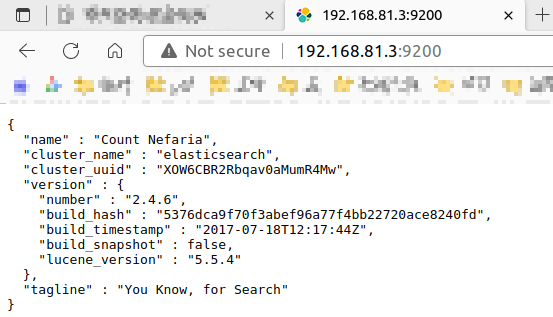 192.168.81.3:9200
Not secure
192.168.81.3:9200
{
"name" : "Count Nefaria",
"cluster_name" : "elasticsearch",
"cluster_uuid" : "XOW6CBR2Rbqav0aMumR4Mw",
"version" : {
"number" : "2.4.6",
"build_hash" : "5376dca9f70f3abef96a77f4bb22720ace8240fd",
"build_timestamp" : "2017-07-18T12:17:44Z",
"build_snapshot" : false,
"lucene_version" : "5.5.4"
},
"tagline" : "You Know, for Search"
}